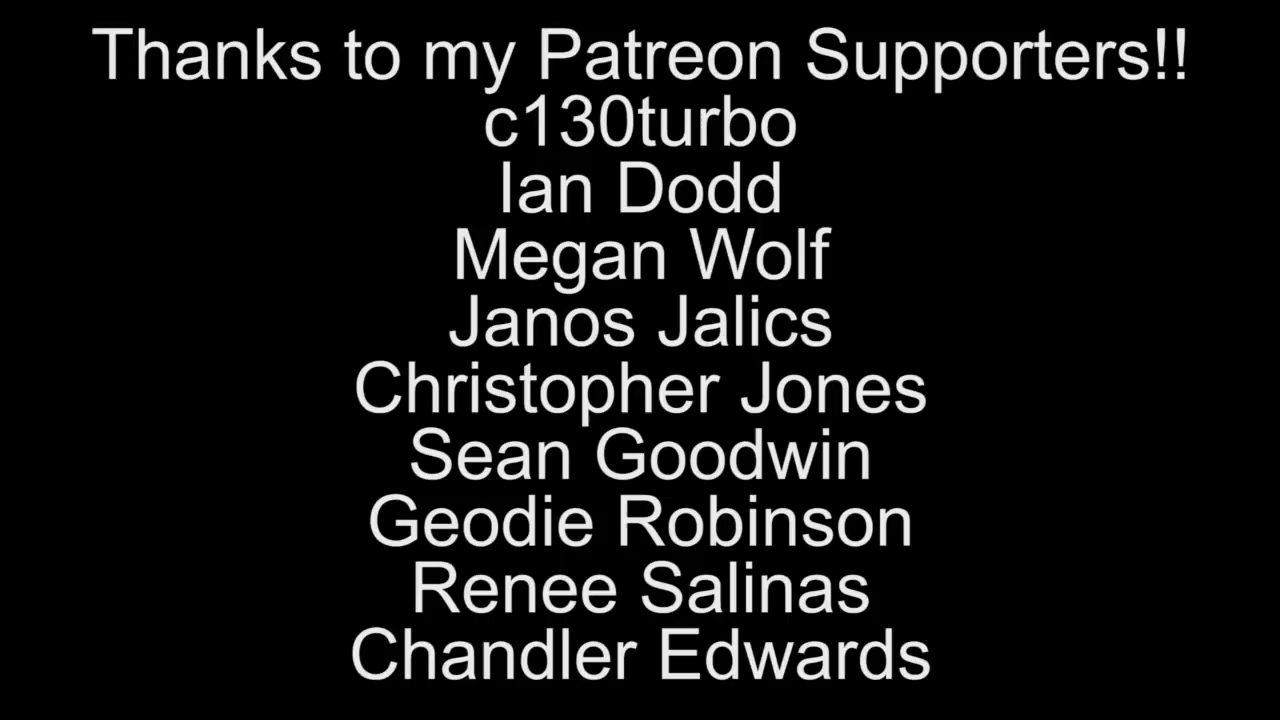 Thanks to my Patreon Supporters!!
c130turbo
Ian Dodd
Megan Wolf
Janos Jalics
Christopher Jones
Sean Goodwin
Geodie Robinson
Renee Salinas
Chandler Edwards